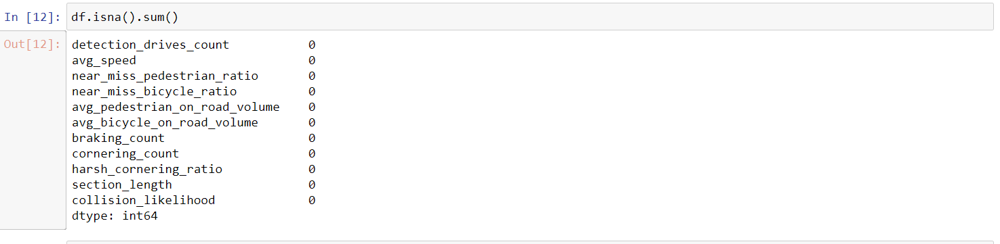 In [12]: df.isna().sum()
Out[12]: detection_drives_count 0
avg_speed 0
near_miss_pedestrian_ratio 0
near_miss_bicycle_ratio 0
avg_pedestrian_on_road_volume 0
avg_bicycle_on_road_volume 0
braking_count 0
cornering_count 0
harsh_cornering_ratio 0
section_length 0
collision_likelihood 0
dtype: int64